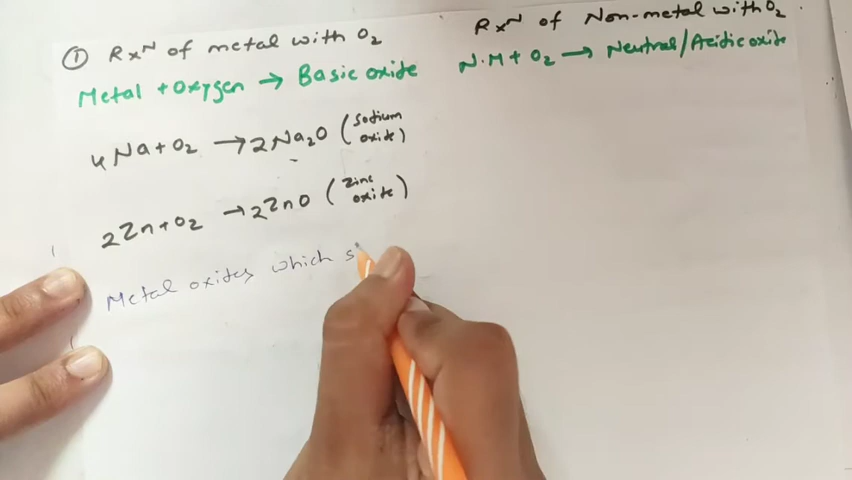 ① RxN of metal with O2
Metal + Oxygen → Basic oxide
4Na + O2 → 2Na2O (Sodium oxide)
2Zn + O2 → 2ZnO (Zinc oxide)
Metal oxides which s
RxN of Non-metal with O2
N.M + O2 → Neutral/Acidic oxide